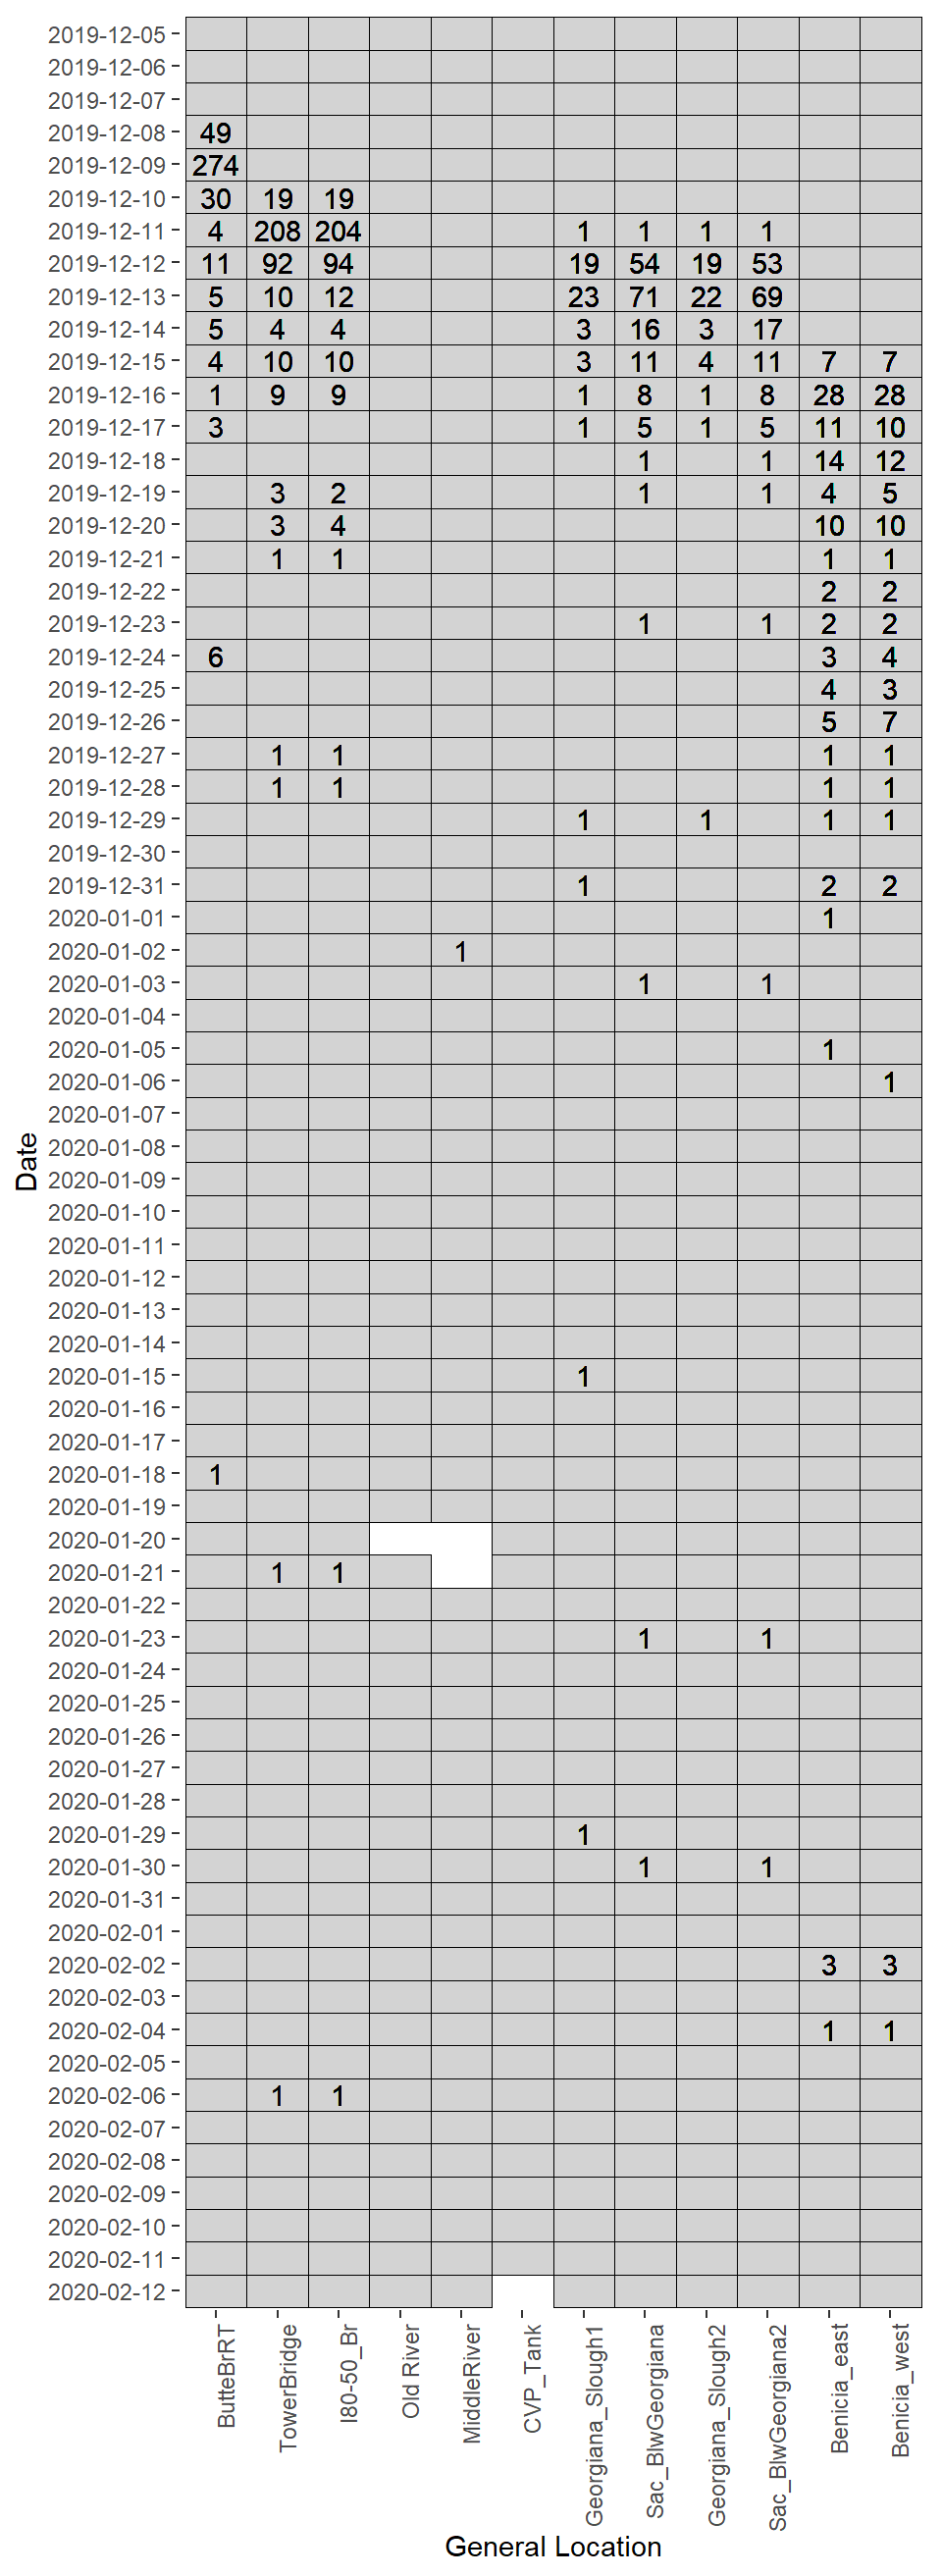 2019-12-05
2019-12-06
2019-12-07
2019-12-08 49
2019-12-09 274
2019-12-10 30 19 19
2019-12-11 4 208 204 1 1 1 1
2019-12-12 11 92 94 19 54 19 53
2019-12-13 5 10 12 23 71 22 69
2019-12-14 5 4 4 3 16 3 17
2019-12-15 4 10 10 3 11 4 11 7 7
2019-12-16 1 9 9 1 8 1 8 28 28
2019-12-17 3 1 5 1 5 11 10
2019-12-18 1 1 14 12
2019-12-19 3 2 1 1 4 5
2019-12-20 3 4 10 10
2019-12-21 1 1 1 1
2019-12-22 2 2
2019-12-23 1 1 2 2
2019-12-24 6 3 4
2019-12-25 4 3
2019-12-26 5 7
2019-12-27 1 1 1 1
2019-12-28 1 1 1 1
2019-12-29 1 1 1 1
2019-12-30
2019-12-31 1 2 2
2020-01-01 1
2020-01-02 1
2020-01-03 1 1
2020-01-04
2020-01-05 1
2020-01-06 1
2020-01-07
2020-01-08
2020-01-09
2020-01-10
2020-01-11
2020-01-12
2020-01-13
2020-01-14
2020-01-15 1
2020-01-16
2020-01-17
2020-01-18 1
2020-01-19
2020-01-20
2020-01-21 1 1
2020-01-22
2020-01-23 1 1
2020-01-24
2020-01-25
2020-01-26
2020-01-27
2020-01-28
2020-01-29 1
2020-01-30 1 1
2020-01-31
2020-02-01
2020-02-02 3 3
2020-02-03
2020-02-04 1 1
2020-02-05
2020-02-06 1 1
2020-02-07
2020-02-08
2020-02-09
2020-02-10
2020-02-11
2020-02-12
Date
ButteBrRT
TowerBridge
I80-50_Br
Old River
MiddleRiver
CVP_Tank
Georgiana_Slough1
Sac_BlwGeorgiana
Georgiana_Slough2
Sac_BlwGeorgiana2
Benicia_east
Benicia_west
General Location